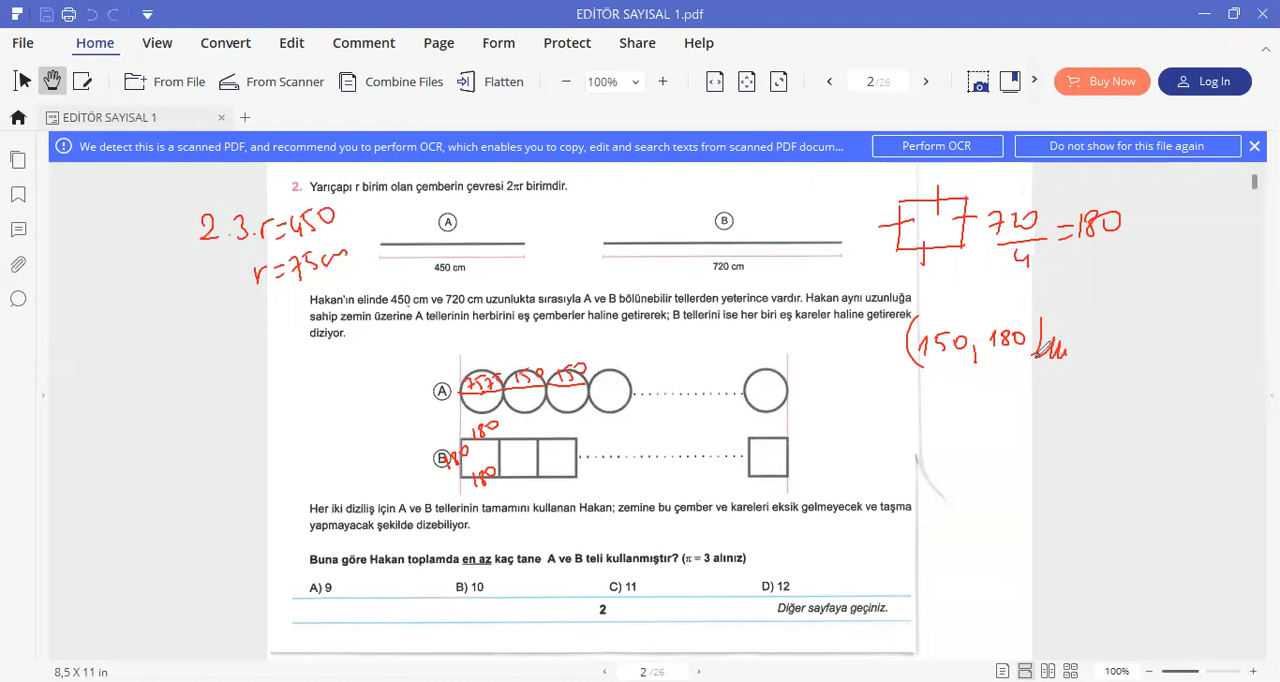 EDİTÖR SAYISAL 1.pdf
File Home View Convert Edit Comment Page Form Protect Share Help
From File From Scanner Combine Files Flatten 100% 2 /26 Buy Now Log In
EDİTÖR SAYISAL 1
We detect this is a scanned PDF, and recommend you to perform OCR, which enables you to copy, edit and search texts from scanned PDF docum... Perform OCR Do not show for this file again
2. Yarıçapı r birim olan çemberin çevresi 2πr birimdir.
2.3.r=450
r=75cm
A
450 cm
B
720 cm
720
4
=180
Hakan'ın elinde 450 cm ve 720 cm uzunlukta sırasıyla A ve B bölünebilir tellerden yeterince vardır. Hakan aynı uzunluğa
sahip zemin üzerine A tellerinin herbirini eş çemberler haline getirerek; B tellerini ise her biri eş kareler haline getirerek
diziyor.
(150, 180)
A
75 75 150 150
180
B
180
180
Her iki diziliş için A ve B tellerinin tamamını kullanan Hakan; zemine bu çember ve kareleri eksik gelmeyecek ve taşma
yapmayacak şekilde dizebiliyor.
Buna göre Hakan toplamda en az kaç tane A ve B teli kullanmıştır? (π = 3 alınız)
A) 9 B) 10 C) 11 D) 12
2
Diğer sayfaya geçiniz.
8,5 X 11 in 2 /26 100%